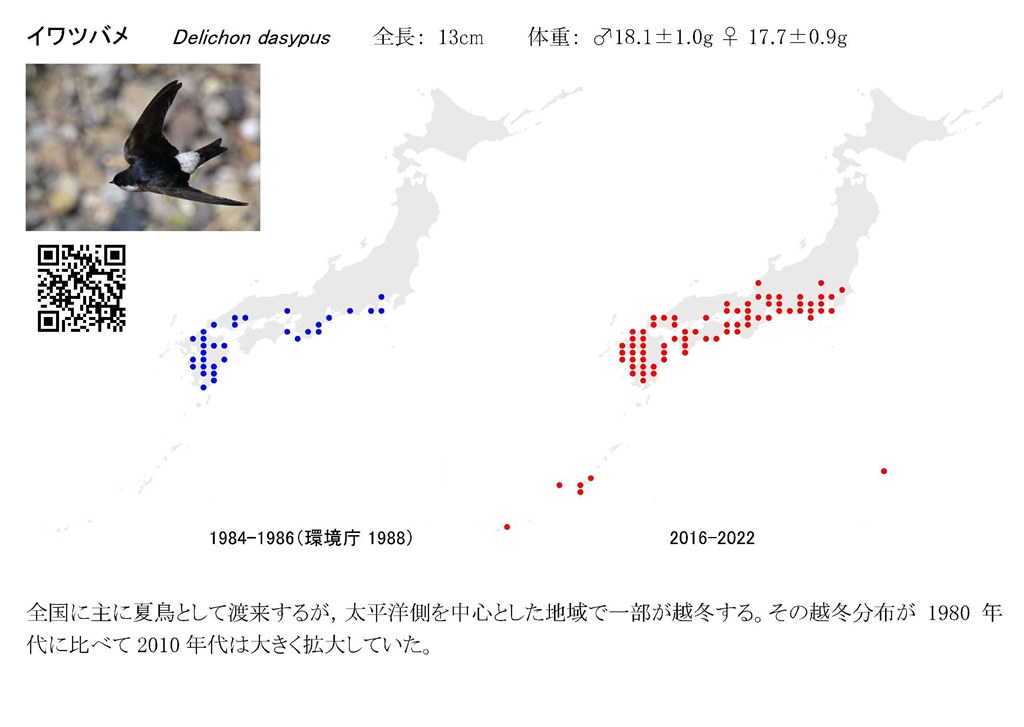 イワツバメ Delichon dasypus 全長: 13cm 体重: ♂18.1±1.0g ♀ 17.7±0.9g
1984-1986(環境庁 1988)
2016-2022
全国に主に夏鳥として渡来するが，太平洋側を中心とした地域で一部が越冬する。その越冬分布が 1980 年
代に比べて 2010 年代は大きく拡大していた。